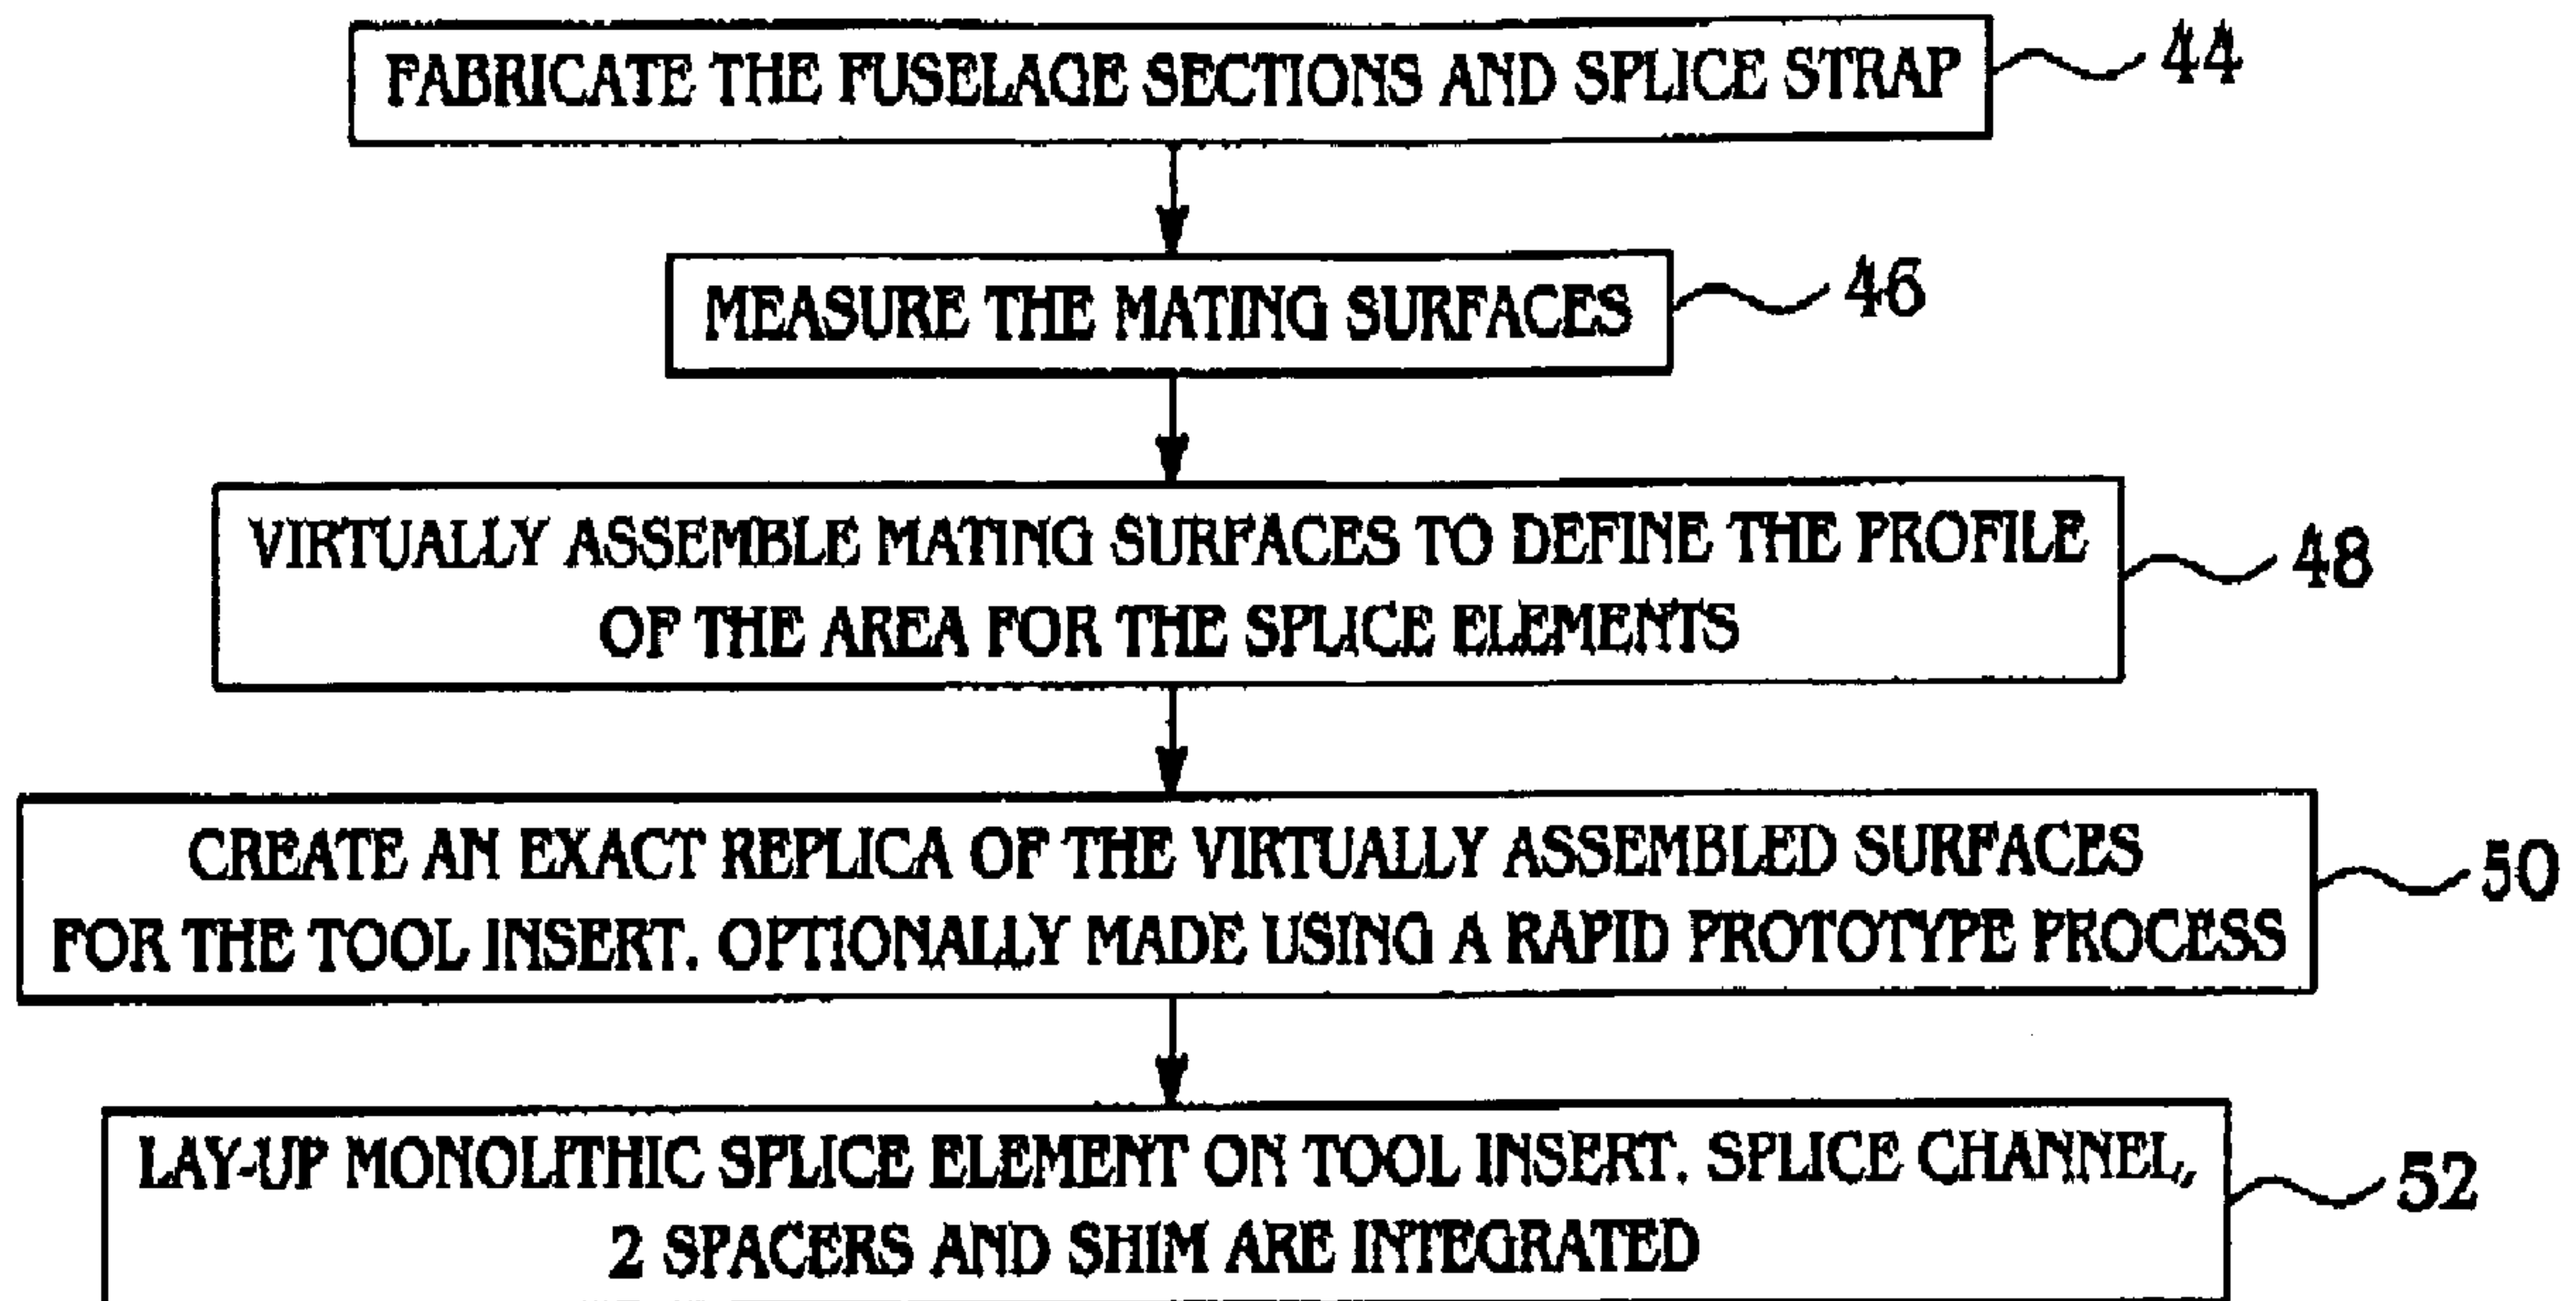 FABRICATE THE FUSELAGE SECTIONS AND SPLICE STRAP
44
MEASURE THE MATING SURFACES
46
VIRTUALLY ASSEMBLE MATING SURFACES TO DEFINE THE PROFILE
OF THE AREA FOR THE SPLICE ELEMENTS
48
CREATE AN EXACT REPLICA OF THE VIRTUALLY ASSEMBLED SURFACES
FOR THE TOOL INSERT. OPTIONALLY MADE USING A RAPID PROTOTYPE PROCESS
50
LAY-UP MONOLITHIC SPLICE ELEMENT ON TOOL INSERT. SPLICE CHANNEL,
2 SPACERS AND SHIM ARE INTEGRATED
52